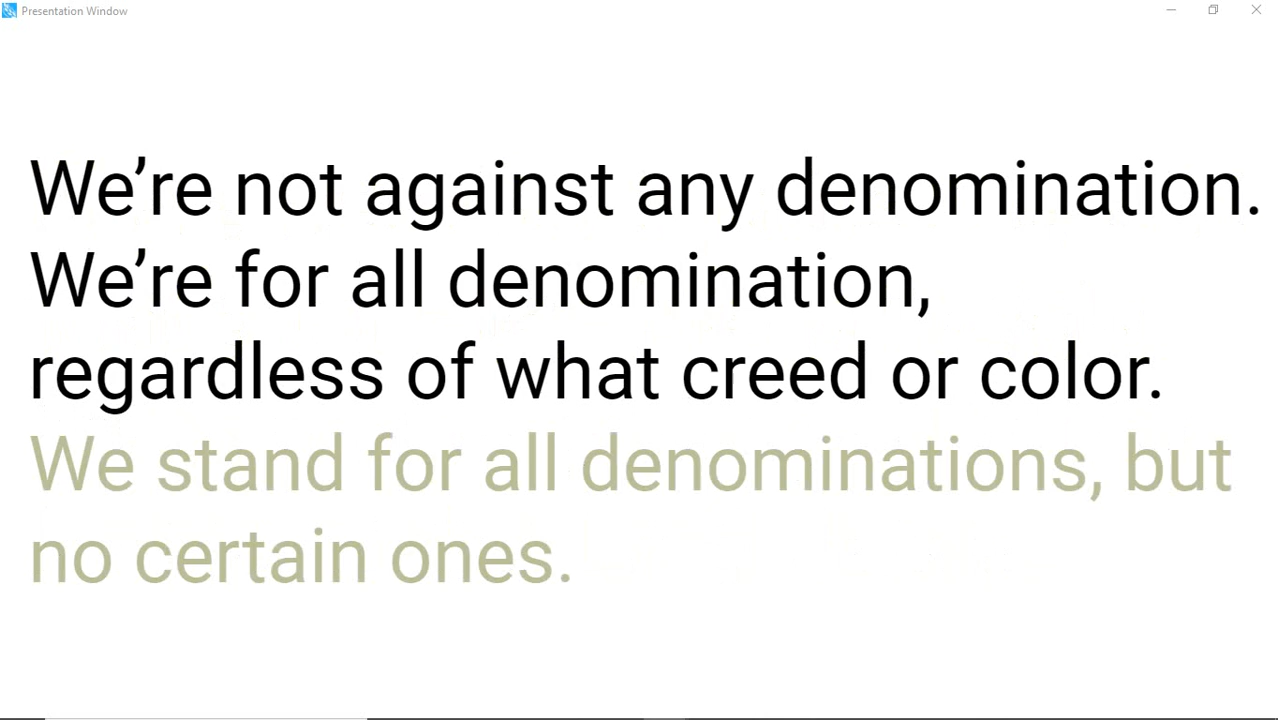 Presentation Window
We’re not against any denomination.
We’re for all denomination,
regardless of what creed or color.
We stand for all denominations, but
no certain ones.